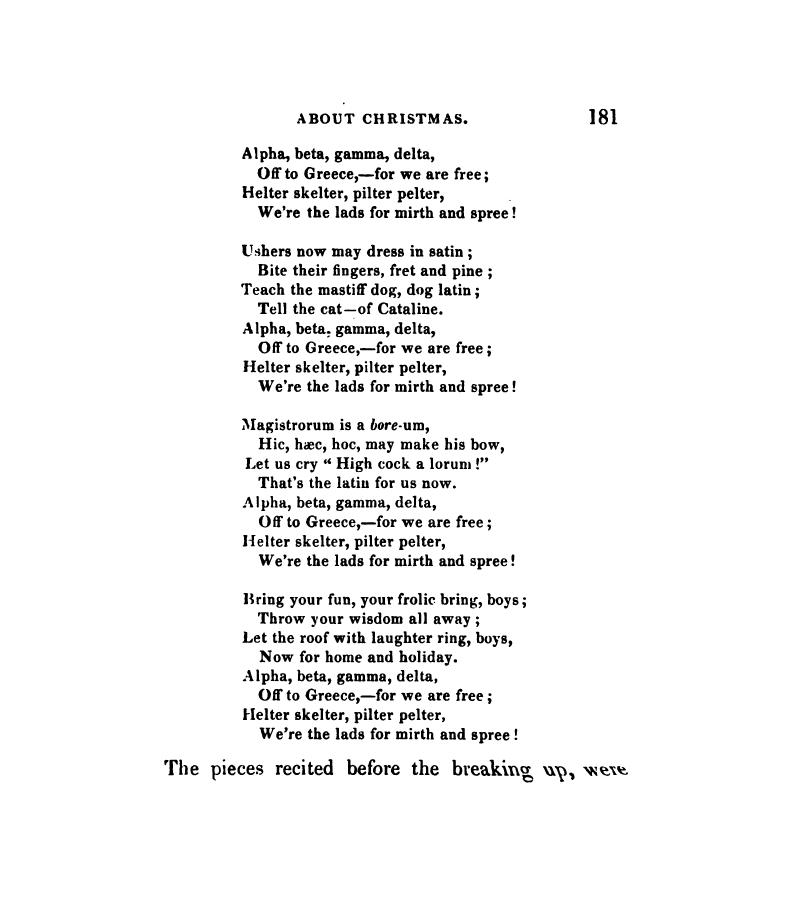 ABOUT CHRISTMAS. 181
Alpha, beta, gamma, delta,
Off to Greece,—for we are free;
Helter skelter, pilter pelter,
We're the lads for mirth and spree!
Ushers now may dress in satin;
Bite their fingers, fret and pine;
Teach the mastiff dog, dog latin;
Tell the cat—of Cataline.
Alpha, beta, gamma, delta,
Off to Greece,—for we are free;
Helter skelter, pilter pelter,
We're the lads for mirth and spree!
Magistrorum is a bore-um,
Hic, hæc, hoc, may make his bow,
Let us cry “ High cock a lorum!”
That's the latin for us now.
Alpha, beta, gamma, delta,
Off to Greece,—for we are free;
Helter skelter, pilter pelter,
We're the lads for mirth and spree!
Bring your fun, your frolic bring, boys;
Throw your wisdom all away;
Let the roof with laughter ring, boys,
Now for home and holiday.
Alpha, beta, gamma, delta,
Off to Greece,—for we are free;
Helter skelter, pilter pelter,
We're the lads for mirth and spree!
The pieces recited before the breaking up, were